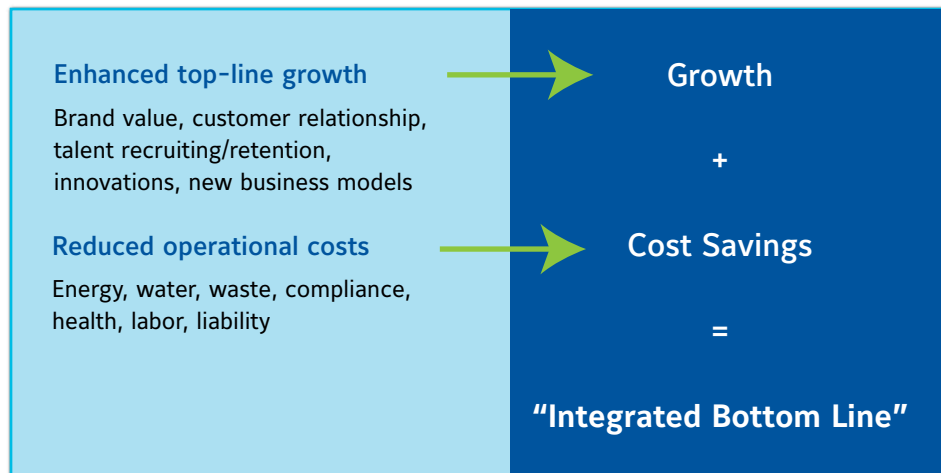 Enhanced top-line growth
Brand value, customer relationship,
talent recruiting/retention,
innovations, new business models
Reduced operational costs
Energy, water, waste, compliance,
health, labor, liability
Growth
+
Cost Savings
=
“Integrated Bottom Line”